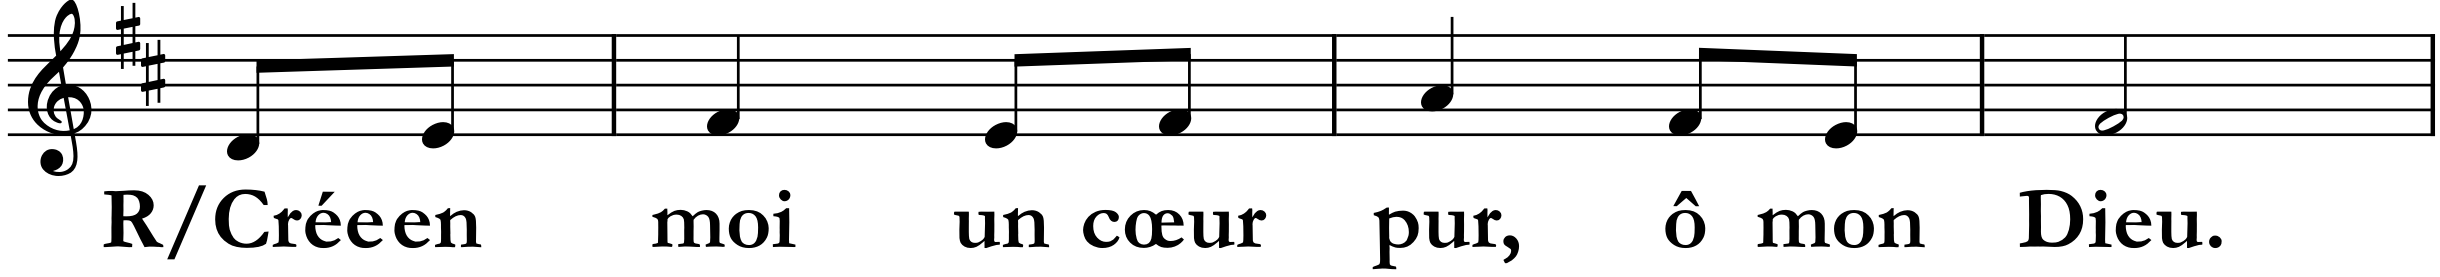 R/Créeen moi un cœur pur, ô mon Dieu.